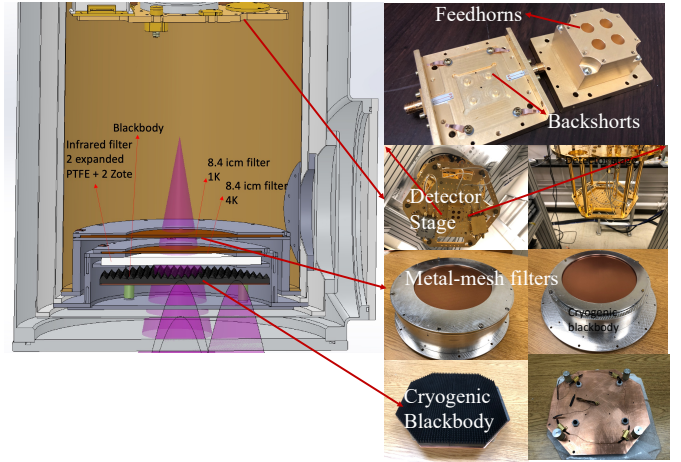 Feedhorns
Backshorts
Blackbody
Infrared filter
2 expanded
PTFE + 2 Zote
8.4 icm filter
1K
8.4 icm filter
4K
Detector
Stage
Metal-mesh filters
Cryogenic
blackbody
Cryogenic
Blackbody